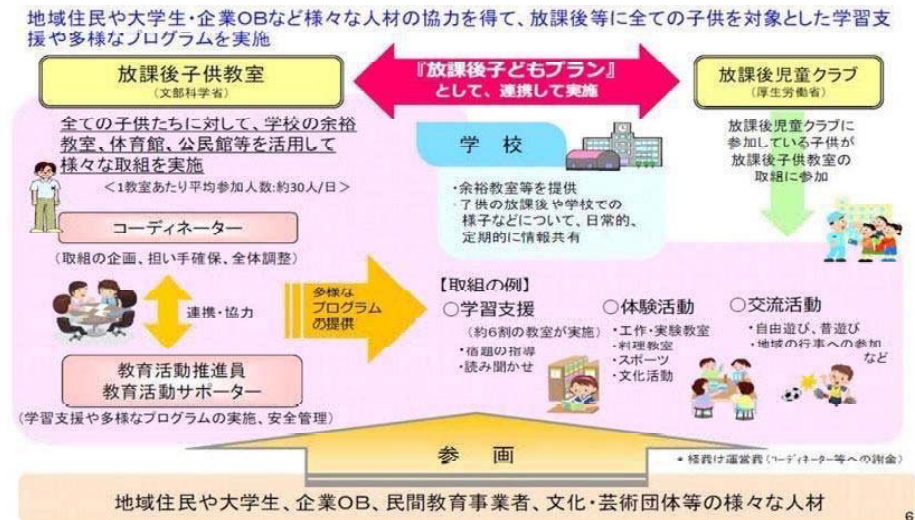 地域住民や大学生・企業OBなど様々な人材の協力を得て、放課後等に全ての子供を対象とした学習支
援や多様なプログラムを実施
放課後子供教室
(文部科学省)
『放課後子どもプラン』
として、連携して実施
放課後児童クラブ
(厚生労働省)
全ての子供たちに対して、学校の余裕
教室、体育館、公民館等を活用して
様々な取組を実施
<1教室あたり平均参加人数:約30人/日>
学 校
・余裕教室等を提供
・子供の放課後や学校での
様子などについて、日常的、
定期的に情報共有
放課後児童クラブに
参加している子供が
放課後子供教室の
取組に参加
コーディネーター
(取組の企画、担い手確保、全体調整)
連携・協力
教育活動推進員
教育活動サポーター
(学習支援や多様なプログラムの実施、安全管理)
多様な
プログラム
の提供
【取組の例】
○学習支援
(約6割の教室が実施)
・宿題の指導
・読み聞かせ
○体験活動
・工作・実験教室
・料理教室
・スポーツ
・文化活動
○交流活動
・自由遊び、昔遊び
・地域の行事への参加
など
参 画
* 経費は運営費(コーディネーター等への謝金)
地域住民や大学生、企業OB、民間教育事業者、文化・芸術団体等の様々な人材
6